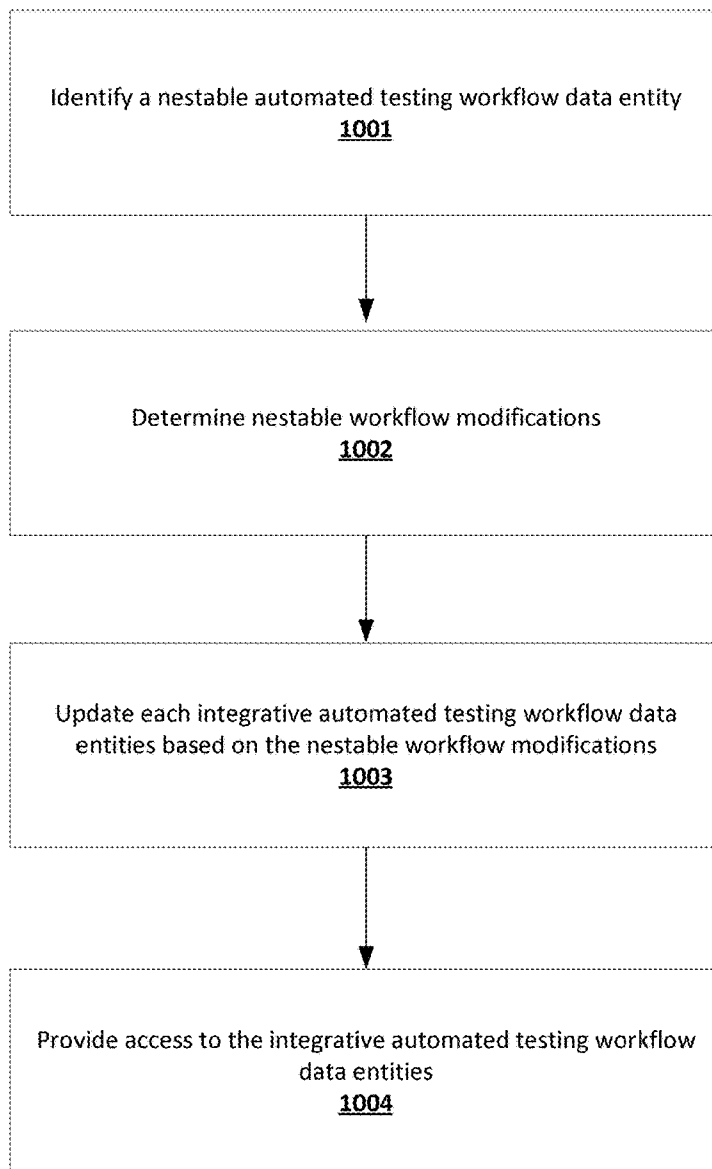 Identify a nestable automated testing workflow data entity
1001
Determine nestable workflow modifications
1002
Update each integrative automated testing workflow data
entities based on the nestable workflow modifications
1003
Provide access to the integrative automated testing workflow
data entities
1004